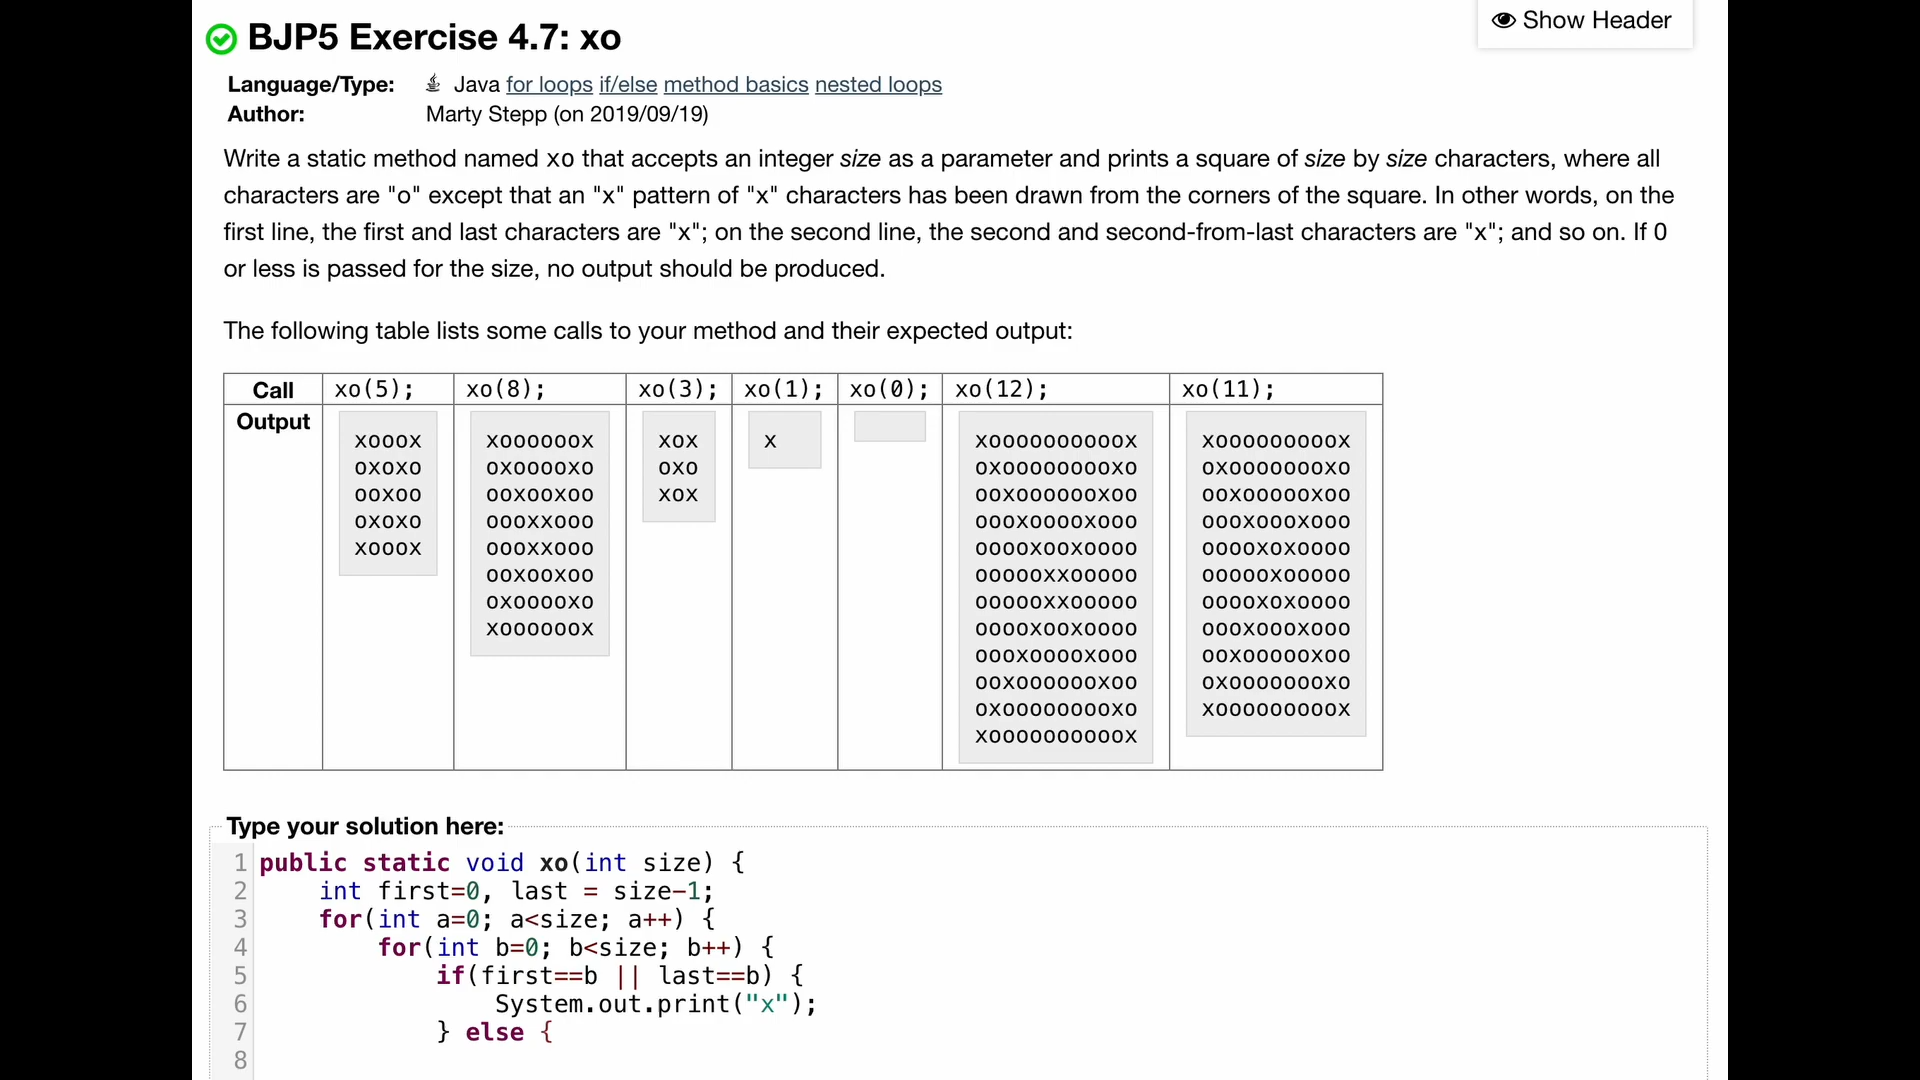 BJP5 Exercise 4.7: xo
Show Header
Language/Type: Java for loops if/else method basics nested loops
Author: Marty Stepp (on 2019/09/19)
Write a static method named xo that accepts an integer size as a parameter and prints a square of size by size characters, where all
characters are "o" except that an "x" pattern of "x" characters has been drawn from the corners of the square. In other words, on the
first line, the first and last characters are "x"; on the second line, the second and second-from-last characters are "x"; and so on. If 0
or less is passed for the size, no output should be produced.
The following table lists some calls to your method and their expected output:
Call xo(5); xo(8); xo(3); xo(1); xo(0); xo(12); xo(11);
Output
xooox xoooooox xox x xoooooooooox xooooooooox
oxoxo oxooooxo oxo oxooooooooxo oxoooooooxo
ooxoo ooxooxoo xox ooxooooooxoo ooxoooooxoo
oxoxo oooxxooo oooxooooxooo oooxoooxooo
xooox oooxxooo ooooxooxoooo ooooxoxoooo
ooxooxoo oooooxxooooo oooooxooooo
oxooooxo oooooxxooooo ooooxoxoooo
xoooooox ooooxooxoooo oooxoooxooo
oooxooooxooo ooxoooooxoo
ooxooooooxoo oxoooooooxo
oxooooooooxo xooooooooox
xoooooooooox
Type your solution here:
1 public static void xo(int size) {
2 int first=0, last = size-1;
3 for(int a=0; a<size; a++) {
4 for(int b=0; b<size; b++) {
5 if(first==b || last==b) {
6 System.out.print("x");
7 } else {
8